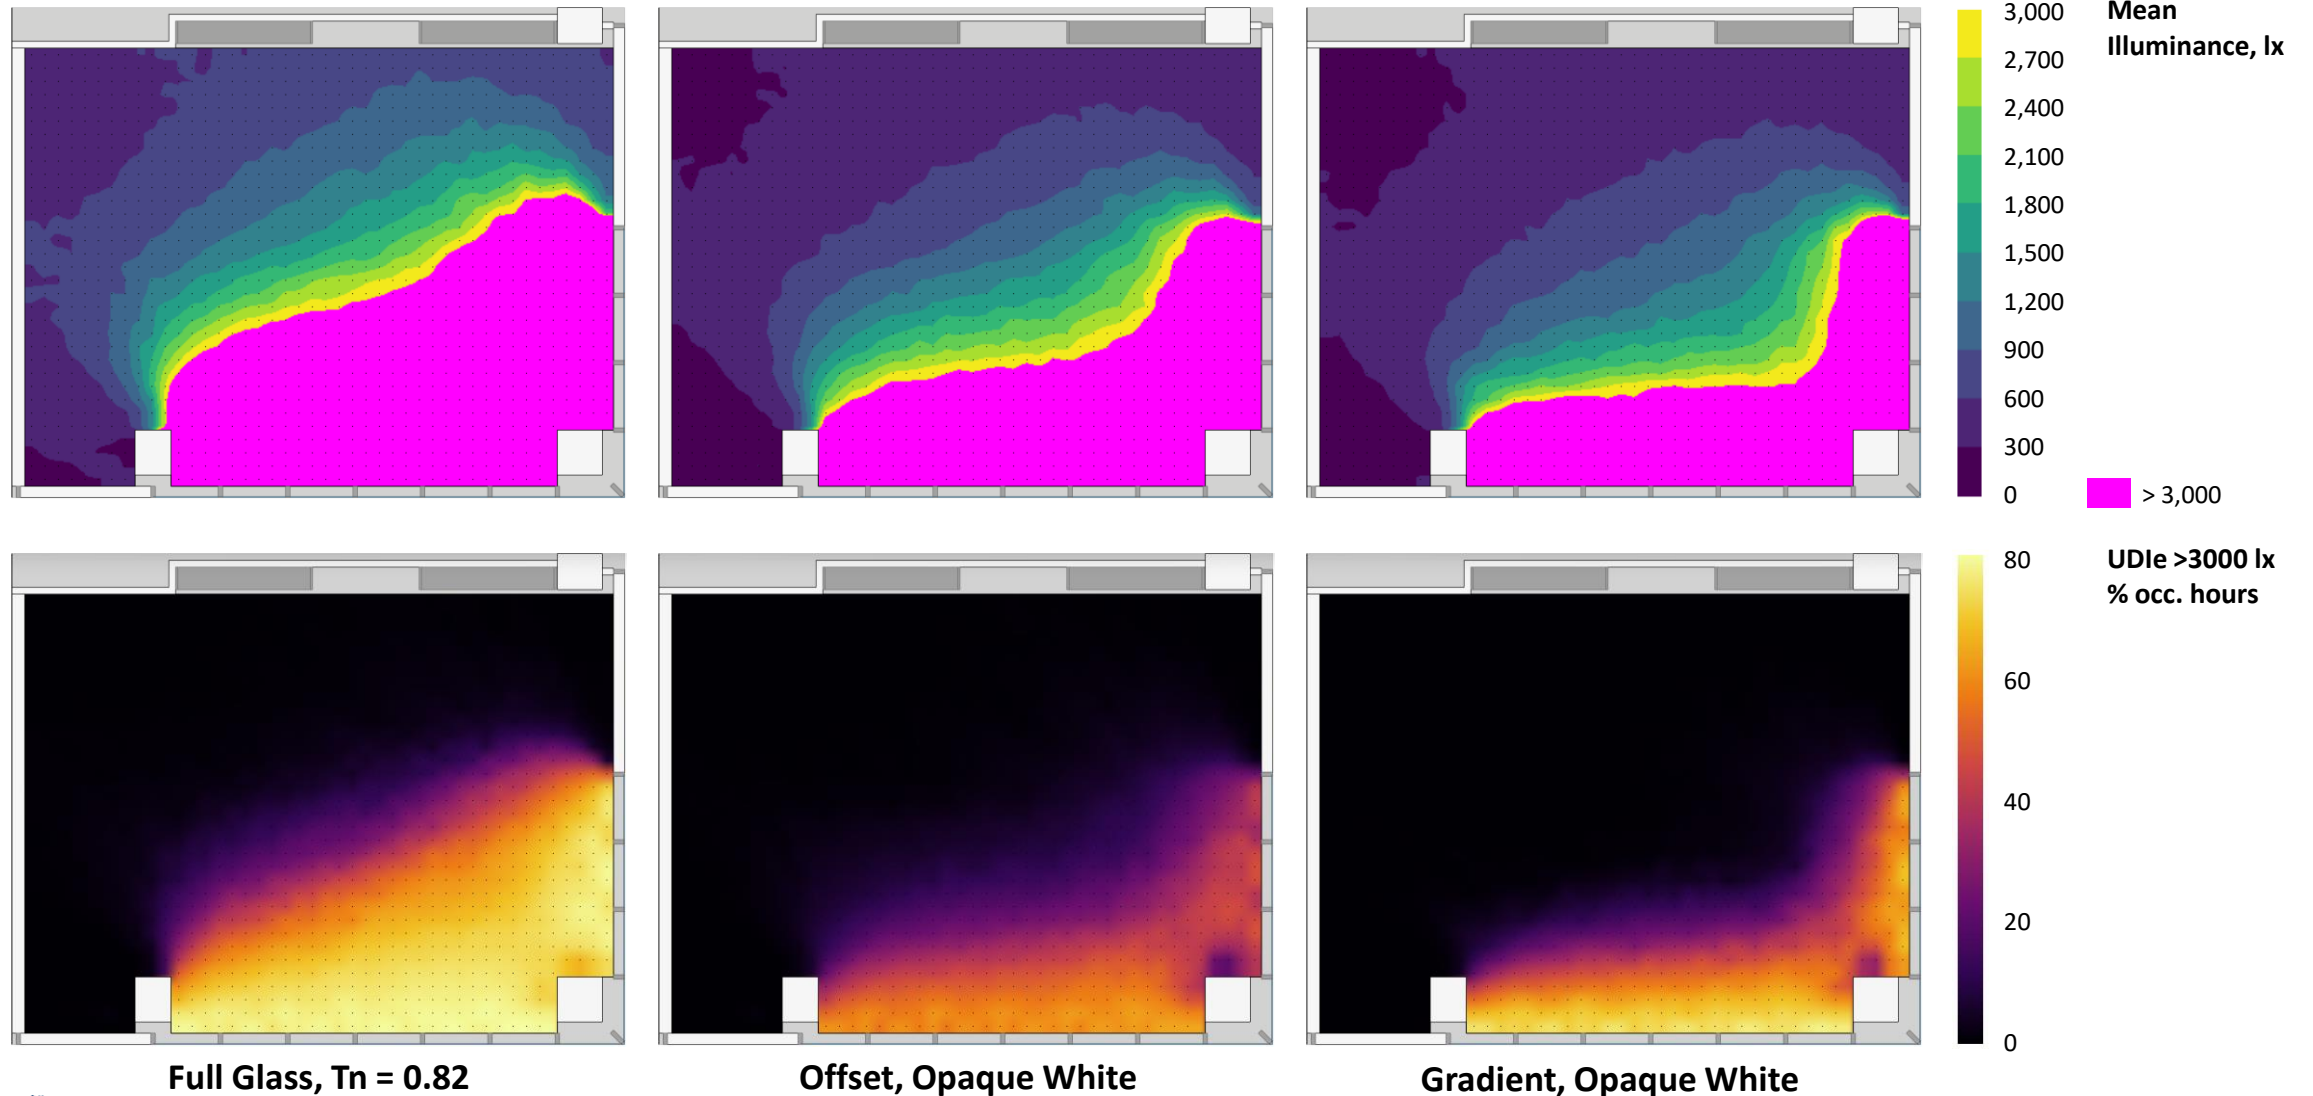 3,000
Mean
Illuminance, lx
2,700
2,400
2,100
1,800
1,500
1,200
900
600
300
0
> 3,000
80
UDIe >3000 lx
% occ. hours
60
40
20
0
Full Glass, Tn = 0.82
Offset, Opaque White
Gradient, Opaque White